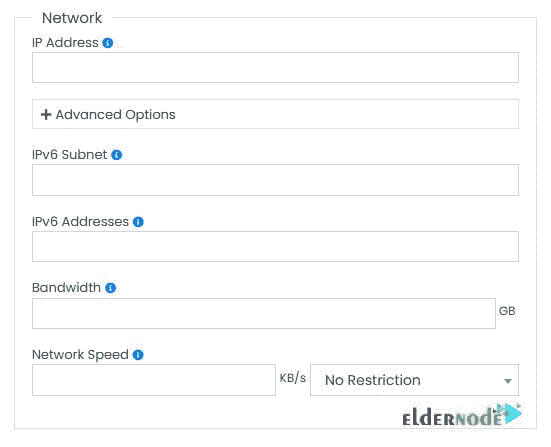 Network
IP Address
+ Advanced Options
IPv6 Subnet
IPv6 Addresses
Bandwidth
GB
Network Speed
KB/s No Restriction
ELDERNODE